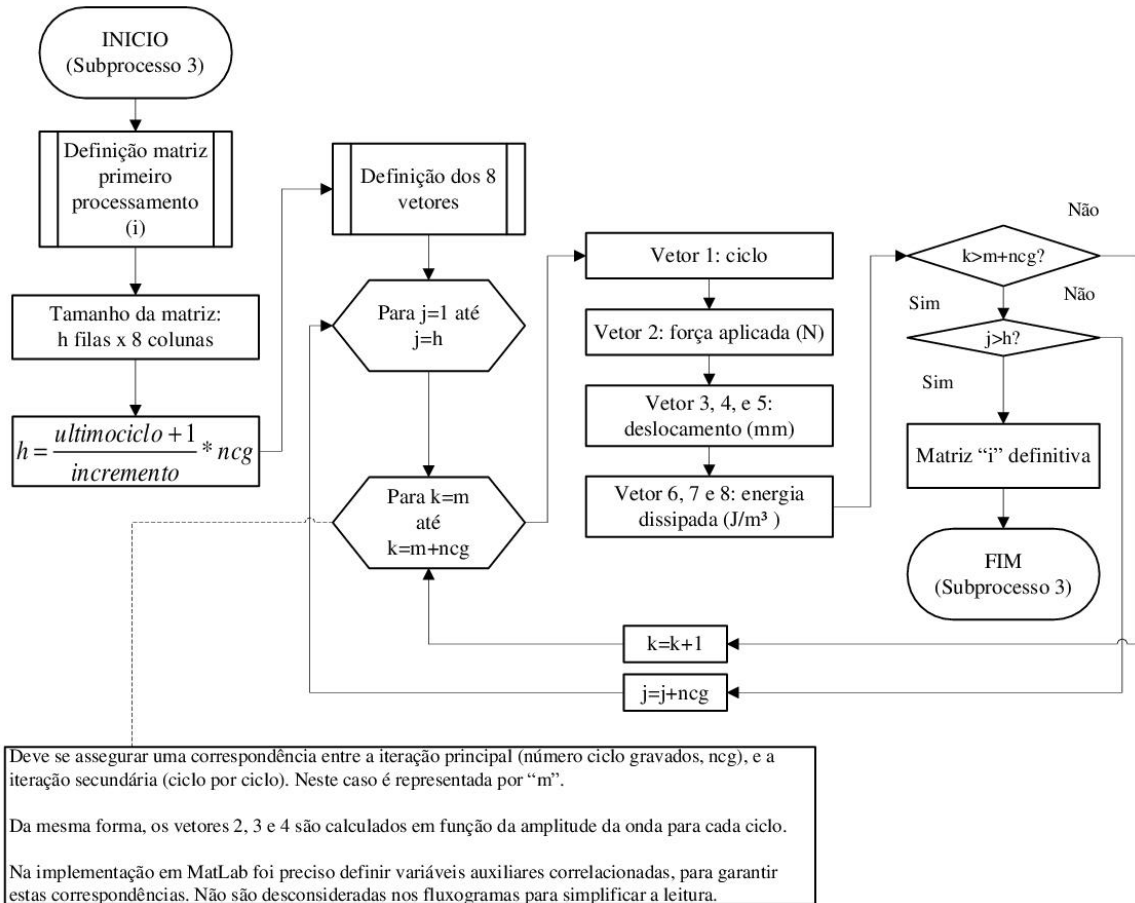 INICIO
(Subprocesso 3)
Definição matriz
primeiro
processamento
(i)
Tamanho da matriz:
h filas x 8 colunas
h = ultimociclo + 1 / incremento * ncg
Definição dos 8
vetores
Para j=1 até
j=h
Para k=m
até
k=m+ncg
Vetor 1: ciclo
Vetor 2: força aplicada (N)
Vetor 3, 4, e 5:
deslocamento (mm)
Vetor 6, 7 e 8: energia
dissipada (J/m³ )
Não
k>m+ncg?
Sim
Não
j>h?
Sim
Matriz “i” definitiva
FIM
(Subprocesso 3)
k=k+1
j=j+ncg
Deve se assegurar uma correspondência entre a iteração principal (número ciclo gravados, ncg), e a
iteração secundária (ciclo por ciclo). Neste caso é representada por “m”.
Da mesma forma, os vetores 2, 3 e 4 são calculados em função da amplitude da onda para cada ciclo.
Na implementação em MatLab foi preciso definir variáveis auxiliares correlacionadas, para garantir
estas correspondências. Não são desconsideradas nos fluxogramas para simplificar a leitura.